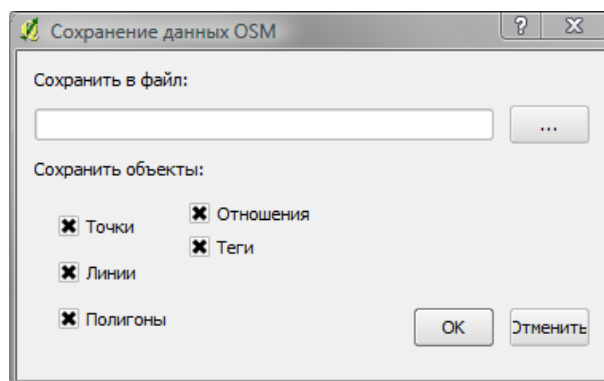 Сохранение данных OSM
Сохранить в файл:
...
Сохранить объекты:
Точки
Отношения
Теги
Линии
Полигоны
OK
Отменить